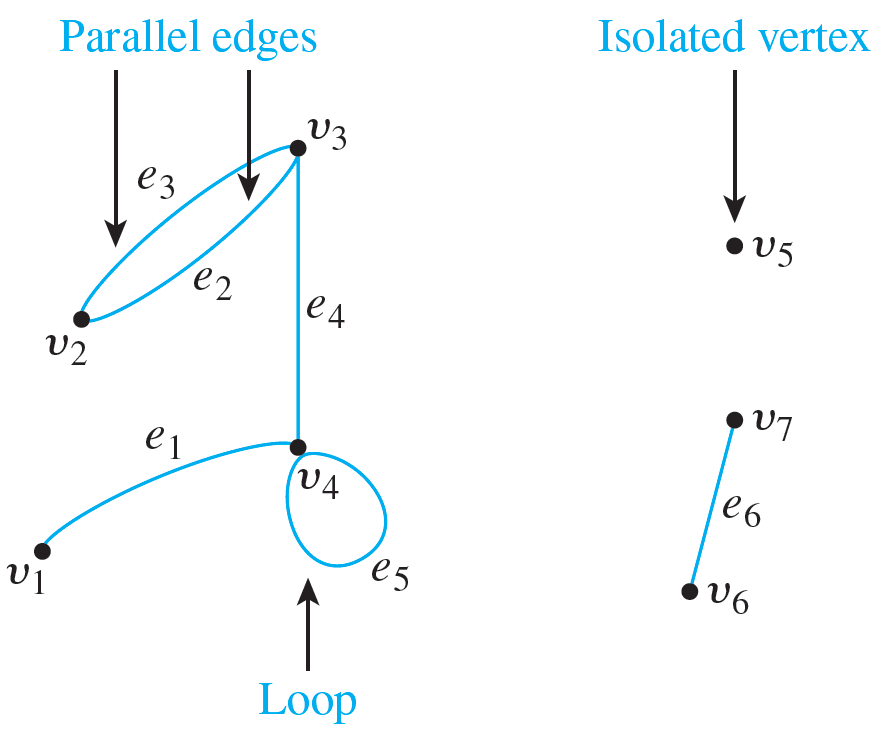 Parallel edges
Isolated vertex
v3
e3
v5
e2
e4
v2
v7
e1
v4
e6
v1
e5
v6
Loop